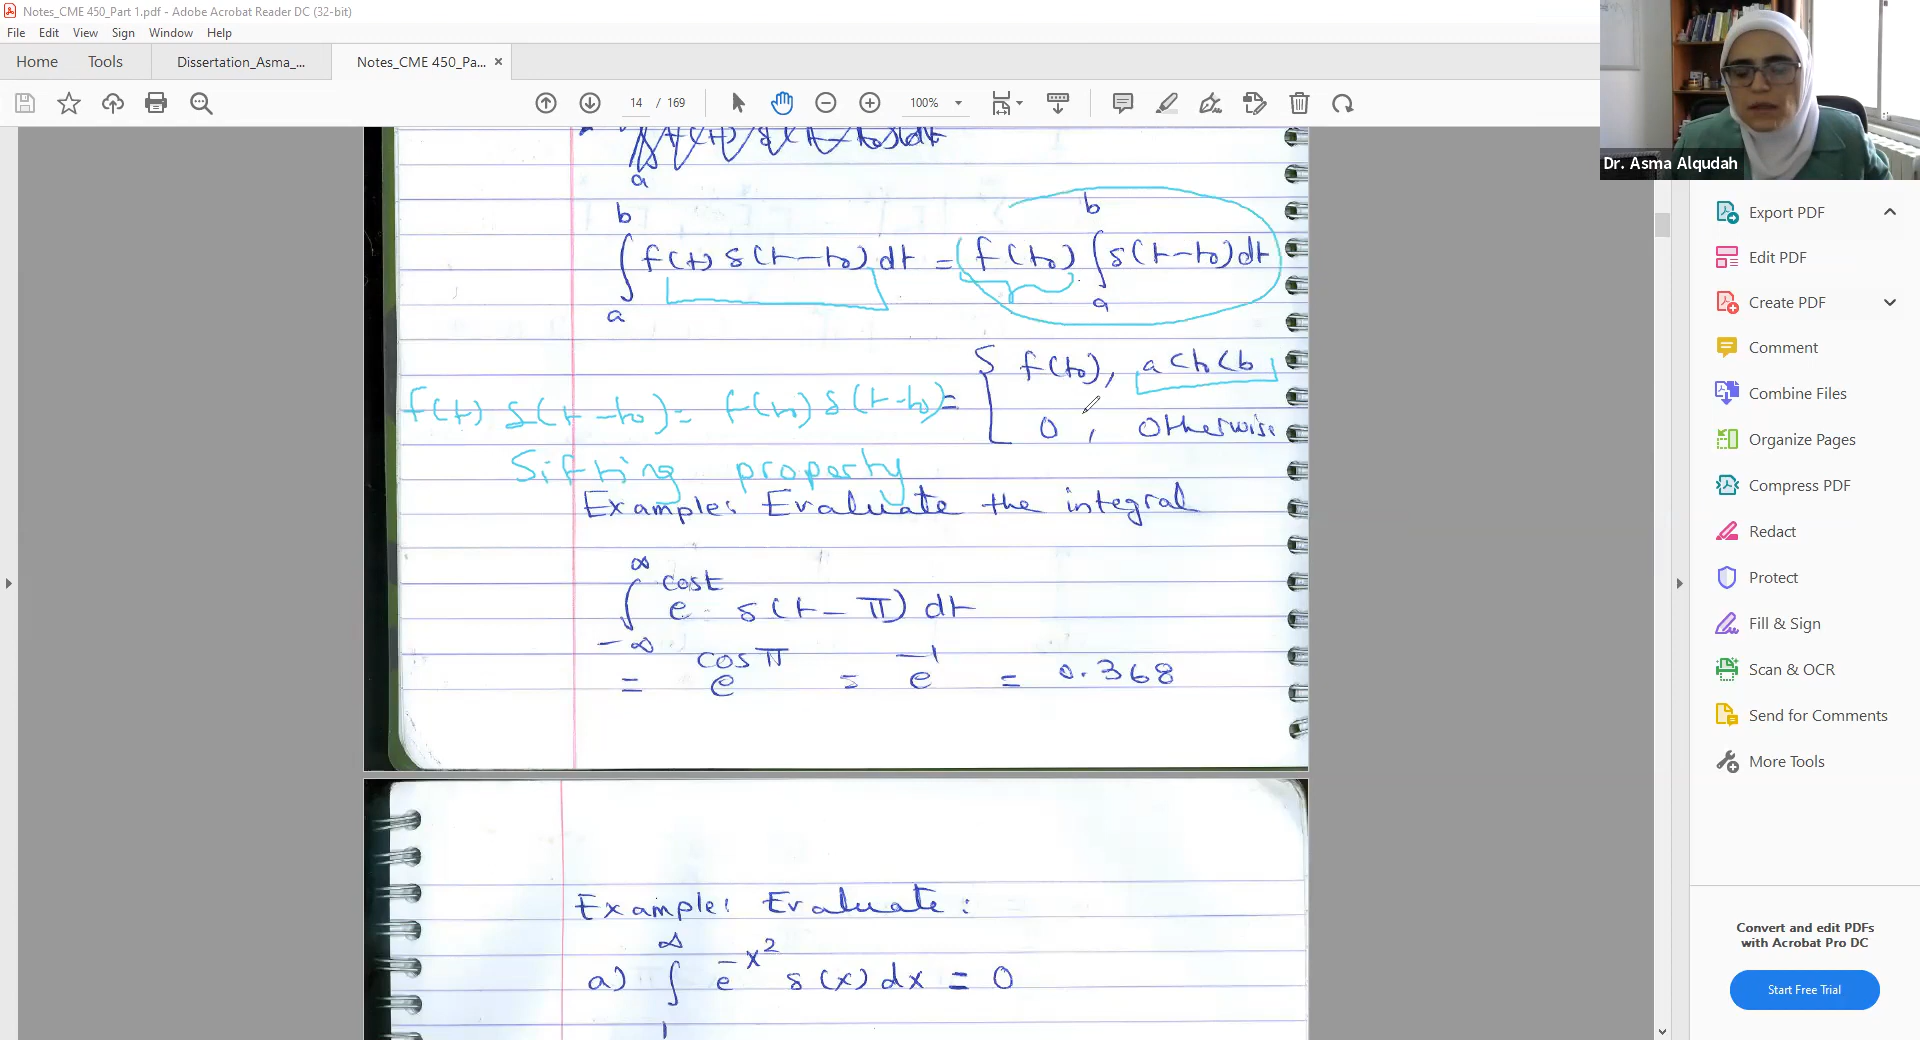 Notes_CME 450_Part 1.pdf - Adobe Acrobat Reader DC (32-bit)
File Edit View Sign Window Help
Home Tools Dissertation_Asma_... Notes_CME 450_Pa... ×
14 / 169 100%
Dr. Asma Alqudah
a
b b
∫ f(t) δ(t-t₀) dt = f(t₀) ∫ δ(t-t₀) dt
a a
{ f(t₀), a<t₀<b
f(t) δ(t-t₀) = f(t₀) δ(t-t₀) =
0, Otherwise
Sifting property
Example: Evaluate the integral
∞
∫ e^cost δ(t-π) dt
-∞
= e^cosπ = e^-1 = 0.368
Example: Evaluate:
∞
a) ∫ e^-x² δ(x) dx = 0
1
Export PDF
Edit PDF
Create PDF
Comment
Combine Files
Organize Pages
Compress PDF
Redact
Protect
Fill & Sign
Scan & OCR
Send for Comments
More Tools
Convert and edit PDFs
with Acrobat Pro DC
Start Free Trial